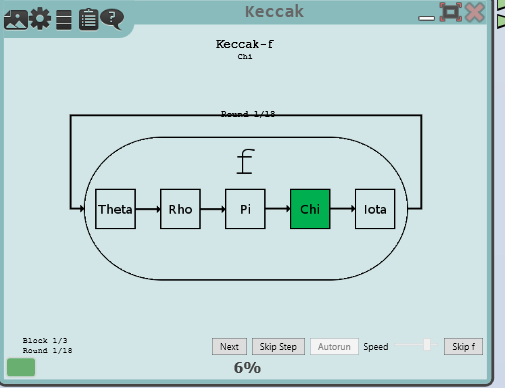 Keccak
Keccak-f
Chi
Round 1/18
f
Theta Rho Pi Chi Iota
Block 1/3
Round 1/18
Next Skip Step Autorun Speed Skip f
6%